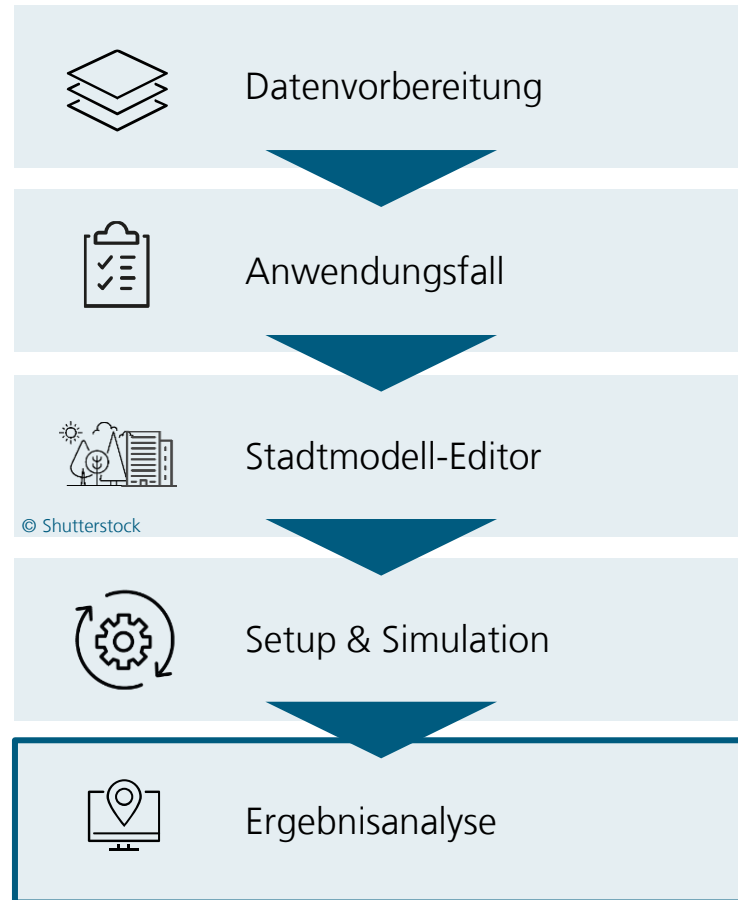 Datenvorbereitung
Anwendungsfall
Stadtmodell-Editor
© Shutterstock
Setup & Simulation
Ergebnisanalyse